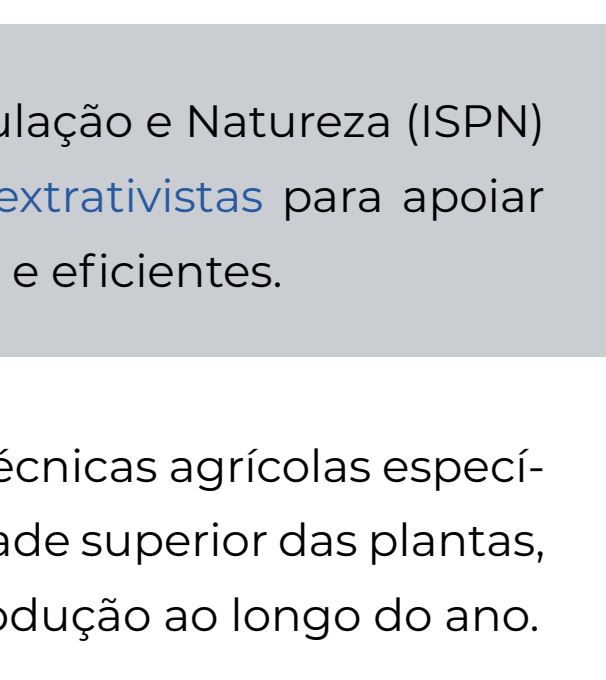 ulação e Natureza (ISPN)
extrativistas para apoiar
e eficientes.
écnicas agrícolas especí-
ade superior das plantas,
odução ao longo do ano.